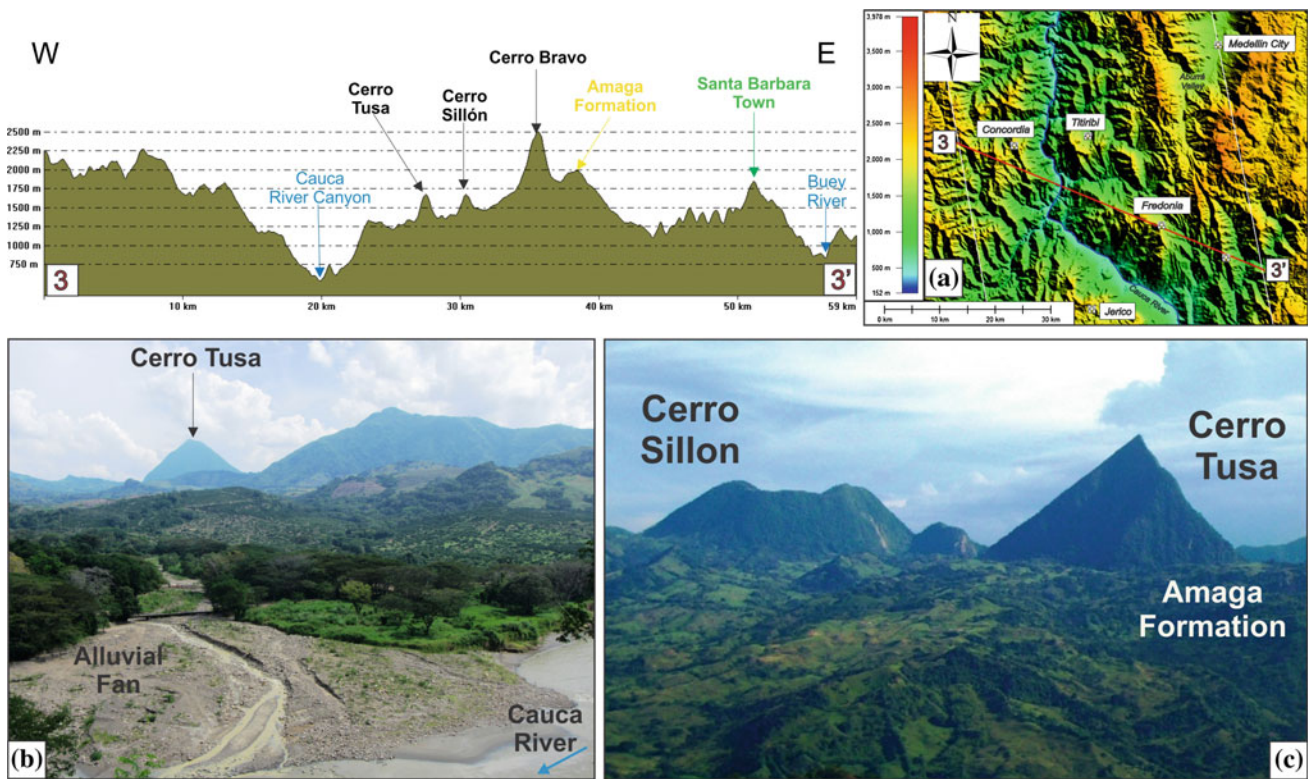 W
E
Cerro Bravo
Cerro
Tusa
Cerro
Sillón
Amaga
Formation
Santa Barbara
Town
Cauca
River Canyon
Buey
River
2500 m
2250 m
2000 m
1750 m
1500 m
1250 m
1000 m
750 m
3
3'
10 km
20 km
30 km
40 km
50 km
59 km
3,978 m
3,500 m
3,000 m
2,500 m
2,000 m
1,500 m
1,000 m
500 m
152 m
N
Medellin City
Aburrá
Valley
Concordia
Titiribi
3
Fredonia
3'
(a)
Cauca River
Jerico
0 km
10 km
20 km
30 km
Cerro Tusa
Alluvial
Fan
Cauca
River
(b)
Cerro
Sillon
Cerro
Tusa
Amaga
Formation
(c)